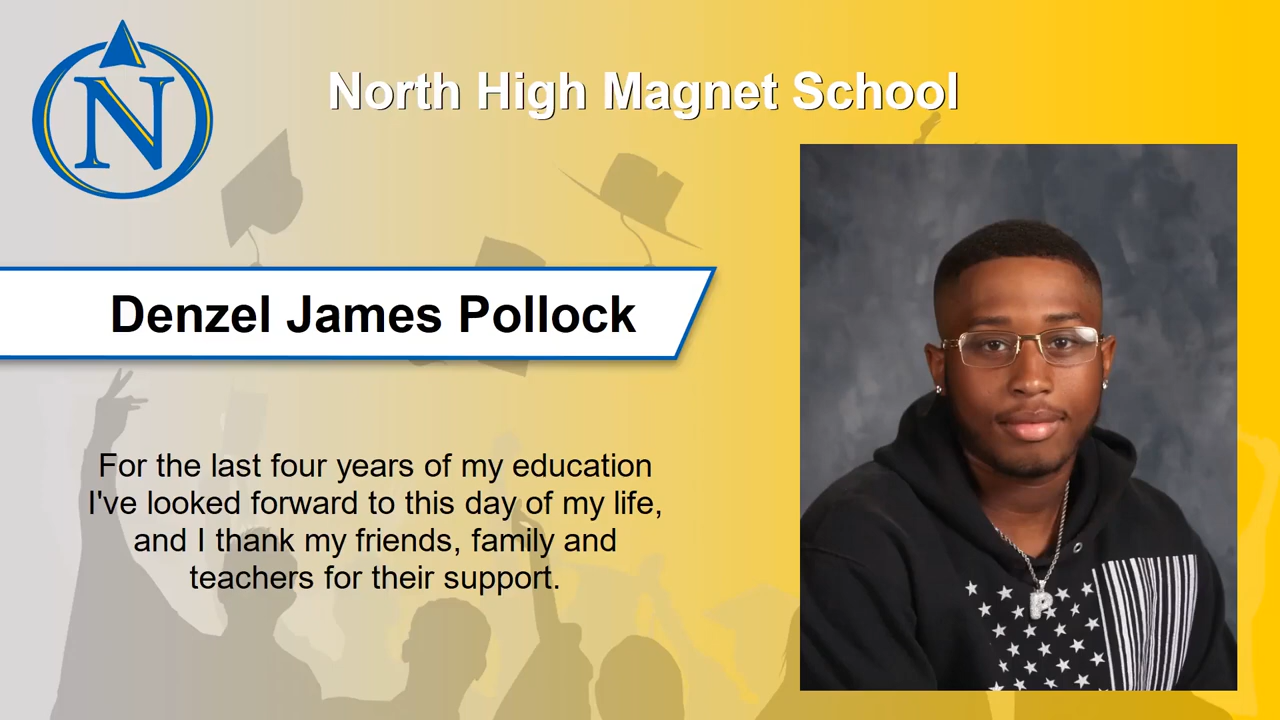 N
North High Magnet School
Denzel James Pollock
For the last four years of my education
I've looked forward to this day of my life,
and I thank my friends, family and
teachers for their support.
P